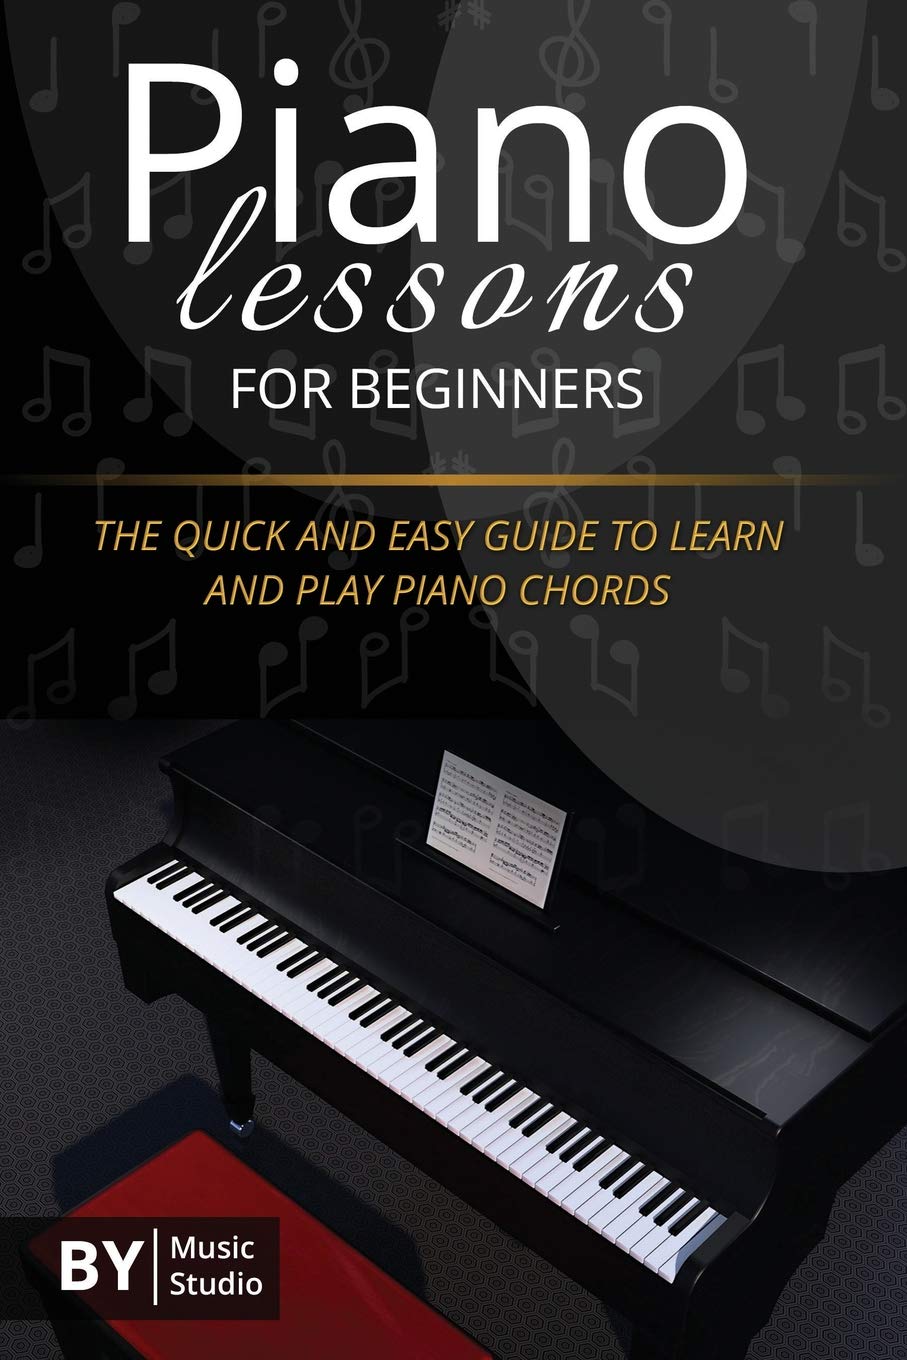 Piano
lessons
FOR BEGINNERS
THE QUICK AND EASY GUIDE TO LEARN
AND PLAY PIANO CHORDS
BY
Music
Studio